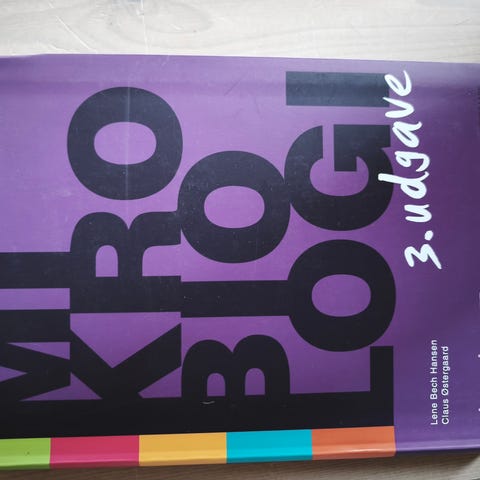 MI
KRO
BIO
LOGI
3. udgave
Lene Bech Hansen
Claus Østergaard